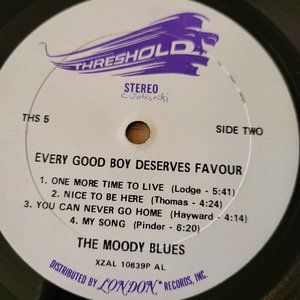 THRESHOLD
STEREO
THS 5
SIDE TWO
EVERY GOOD BOY DESERVES FAVOUR
1. ONE MORE TIME TO LIVE (Lodge - 5:41)
2. NICE TO BE HERE (Thomas - 4:24)
3. YOU CAN NEVER GO HOME (Hayward - 4:14)
4. MY SONG (Pinder - 6:20)
THE MOODY BLUES
XZAL 10639P AL
DISTRIBUTED BY LONDON RECORDS, INC.